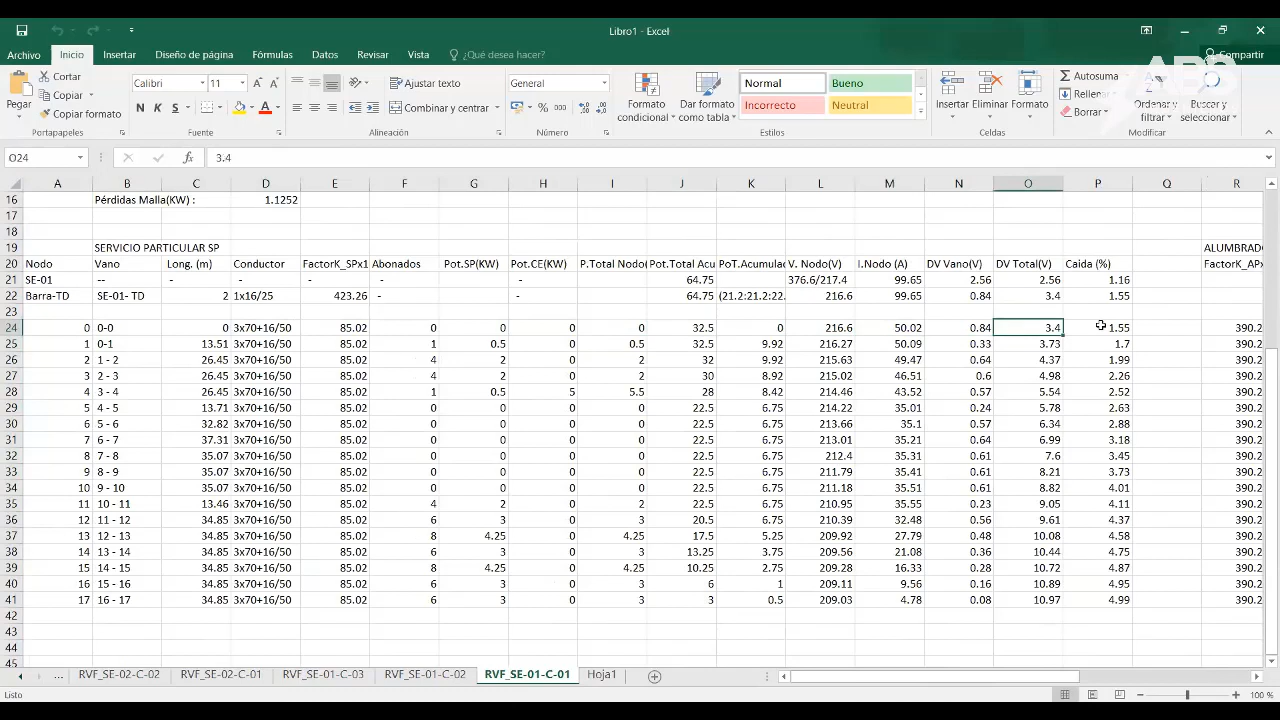 Libro1 - Excel
Archivo Inicio Insertar Diseño de página Fórmulas Datos Revisar Vista ¿Qué desea hacer? Compartir
Pegar Cortar Copiar Copiar formato
Calibri 11 N K S
Ajustar texto
Combinar y centrar
General
% 000
Formato condicional
Dar formato como tabla
Normal Bueno
Incorrecto Neutral
Insertar Eliminar Formato
Autosuma
Rellenar
Borrar
Ordenar y filtrar
Buscar y seleccionar
Portapapeles Fuente Alineación Número Estilos Celdas Modificar
O24 fx 3.4
A B C D E F G H I J K L M N O P Q R
16 Pérdidas Malla(KW) : 1.1252
17
18
19 SERVICIO PARTICULAR SP ALUMBRADO
20 Nodo Vano Long. (m) Conductor FactorK_SPx1 Abonados Pot.SP(KW) Pot.CE(KW) P.Total Nodo( Pot.Total Acu PoT.Acumulac V. Nodo(V) I.Nodo (A) DV Vano(V) DV Total(V) Caida (%) FactorK_APx
21 SE-01 -- - - - - - - 64.75 376.6/217.4 99.65 2.56 2.56 1.16
22 Barra-TD SE-01- TD 2 1x16/25 423.26 - - 64.75 (21.2:21.2:22. 216.6 99.65 0.84 3.4 1.55
23
24 0 0-0 0 3x70+16/50 85.02 0 0 0 0 32.5 0 216.6 50.02 0.84 3.4 1.55 390.2
25 1 0-1 13.51 3x70+16/50 85.02 1 0.5 0 0.5 32.5 9.92 216.27 50.09 0.33 3.73 1.7 390.2
26 2 1 - 2 26.45 3x70+16/50 85.02 4 2 0 2 32 9.92 215.63 49.47 0.64 4.37 1.99 390.2
27 3 2 - 3 26.45 3x70+16/50 85.02 4 2 0 2 30 8.92 215.02 46.51 0.6 4.98 2.26 390.2
28 4 3 - 4 26.45 3x70+16/50 85.02 1 0.5 5 5.5 28 8.42 214.46 43.52 0.57 5.54 2.52 390.2
29 5 4 - 5 13.71 3x70+16/50 85.02 0 0 0 0 22.5 6.75 214.22 35.01 0.24 5.78 2.63 390.2
30 6 5 - 6 32.82 3x70+16/50 85.02 0 0 0 0 22.5 6.75 213.66 35.1 0.57 6.34 2.88 390.2
31 7 6 - 7 37.31 3x70+16/50 85.02 0 0 0 0 22.5 6.75 213.01 35.21 0.64 6.99 3.18 390.2
32 8 7 - 8 35.07 3x70+16/50 85.02 0 0 0 0 22.5 6.75 212.4 35.31 0.61 7.6 3.45 390.2
33 9 8 - 9 35.07 3x70+16/50 85.02 0 0 0 0 22.5 6.75 211.79 35.41 0.61 8.21 3.73 390.2
34 10 9 - 10 35.07 3x70+16/50 85.02 0 0 0 0 22.5 6.75 211.18 35.51 0.61 8.82 4.01 390.2
35 11 10 - 11 13.46 3x70+16/50 85.02 4 2 0 2 22.5 6.75 210.95 35.55 0.23 9.05 4.11 390.2
36 12 11 - 12 34.85 3x70+16/50 85.02 6 3 0 3 20.5 6.25 210.39 32.48 0.56 9.61 4.37 390.2
37 13 12 - 13 34.85 3x70+16/50 85.02 8 4.25 0 4.25 17.5 5.25 209.92 27.79 0.48 10.08 4.58 390.2
38 14 13 - 14 34.85 3x70+16/50 85.02 6 3 0 3 13.25 3.75 209.56 21.08 0.36 10.44 4.75 390.2
39 15 14 - 15 34.85 3x70+16/50 85.02 8 4.25 0 4.25 10.25 2.75 209.28 16.33 0.28 10.72 4.87 390.2
40 16 15 - 16 34.85 3x70+16/50 85.02 6 3 0 3 6 1 209.11 9.56 0.16 10.89 4.95 390.2
41 17 16 - 17 34.85 3x70+16/50 85.02 6 3 0 3 3 0.5 209.03 4.78 0.08 10.97 4.99 390.2
42
43
44
45
... RVF_SE-02-C-02 RVF_SE-02-C-01 RVF_SE-01-C-03 RVF_SE-01-C-02 RVF_SE-01-C-01 Hoja1
Listo 100 %